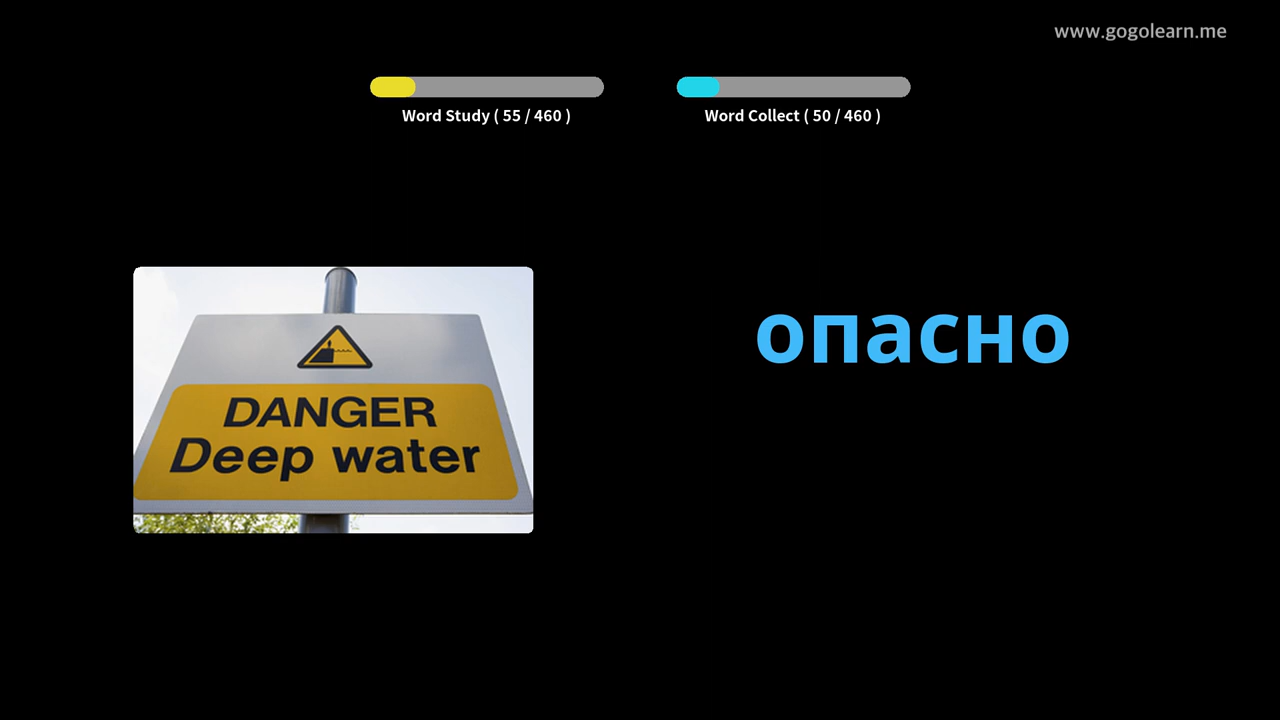 www.gogolearn.me
Word Study ( 55 / 460 )
Word Collect ( 50 / 460 )
опасно
DANGER
Deep water